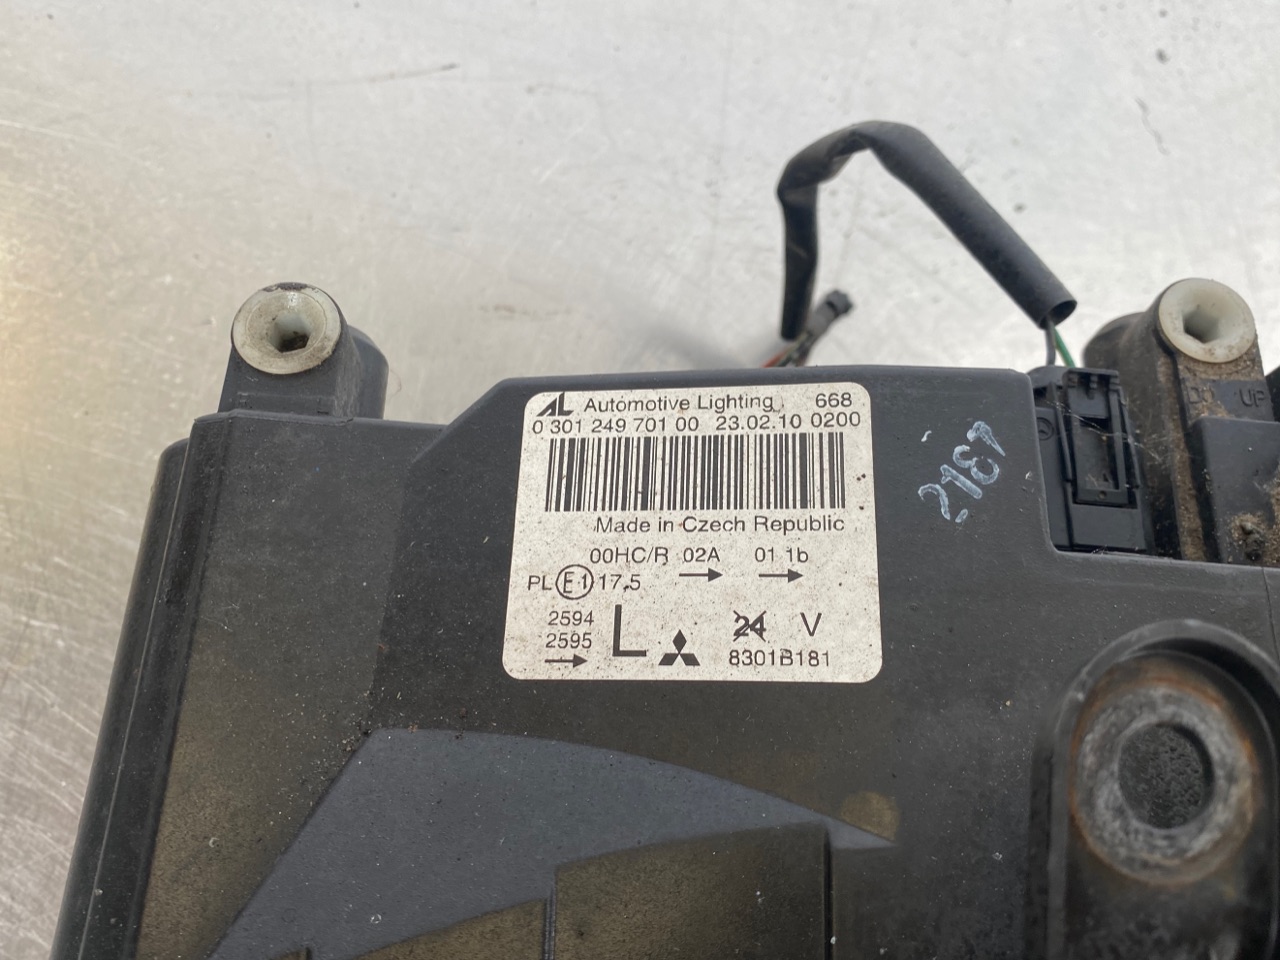 AL Automotive Lighting 668
0 301 249 701 00 23.02.10 0200
Made in Czech Republic
00HC/R 02A 01 1b
PL E1 17,5
2594
2595
L 24 V
8301B181
UP